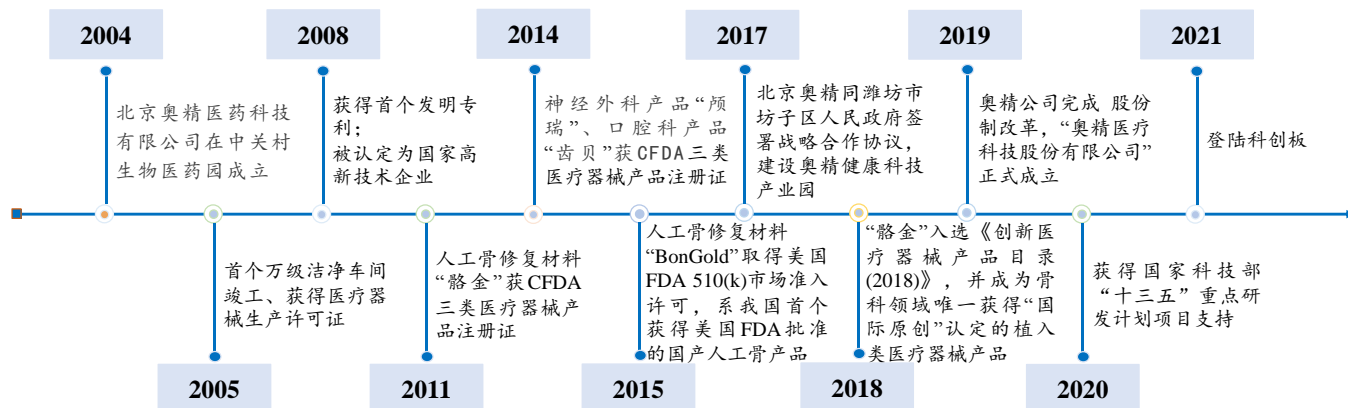 2004
2008
2014
2017
2019
2021
北京奥精医药科技
有限公司在中关村
生物医药园成立
获得首个发明专
利；
被认定为国家高
新技术企业
神经外科产品“颅
瑞”、口腔科产品
“齿贝”获CFDA三类
医疗器械产品注册证
北京奥精同潍坊市
坊子区人民政府签
署战略合作协议，
建设奥精健康科技
产业园
奥精公司完成 股份
制改革，“奥精医疗
科技股份有限公司”
正式成立
登陆科创板
首个万级洁净车间
竣工、获得医疗器
械生产许可证
人工骨修复材料
“骼金”获CFDA
三类医疗器械产
品注册证
人工骨修复材料
“BonGold”取得美国
FDA 510(k)市场准入
许可，系我国首个
获得美国FDA批准
的国产人工骨产品
“骼金”入选《创新医
疗器械产品目录
(2018)》，并成为骨
科领域唯一获得“国
际原创”认定的植入
类医疗器械产品
获得国家科技部
“十三五”重点研
发计划项目支持
2005
2011
2015
2018
2020